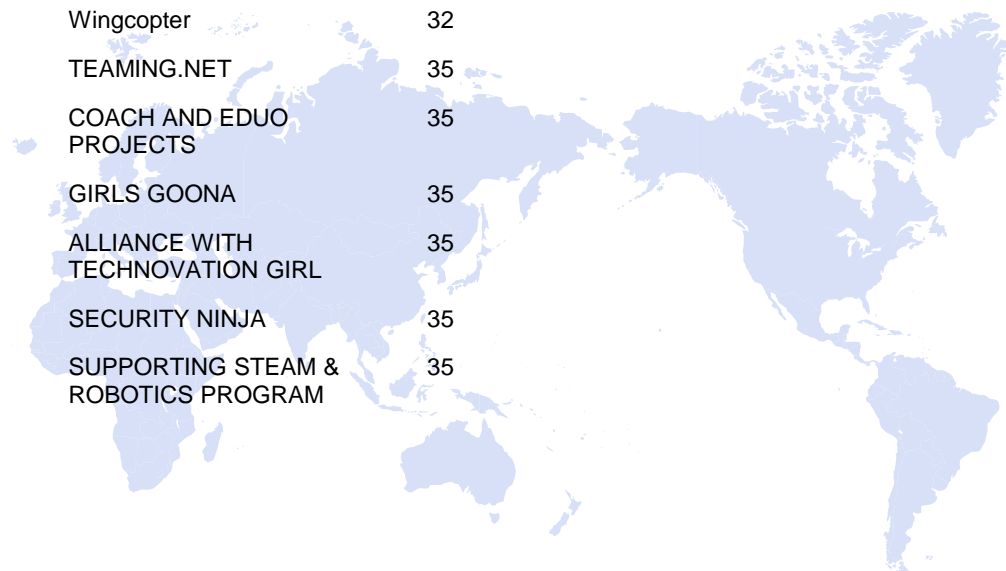 Wingcopter 32
TEAMING.NET 35
COACH AND EDUO 35
PROJECTS
GIRLS GOONA 35
ALLIANCE WITH 35
TECHNOVATION GIRL
SECURITY NINJA 35
SUPPORTING STEAM & 35
ROBOTICS PROGRAM